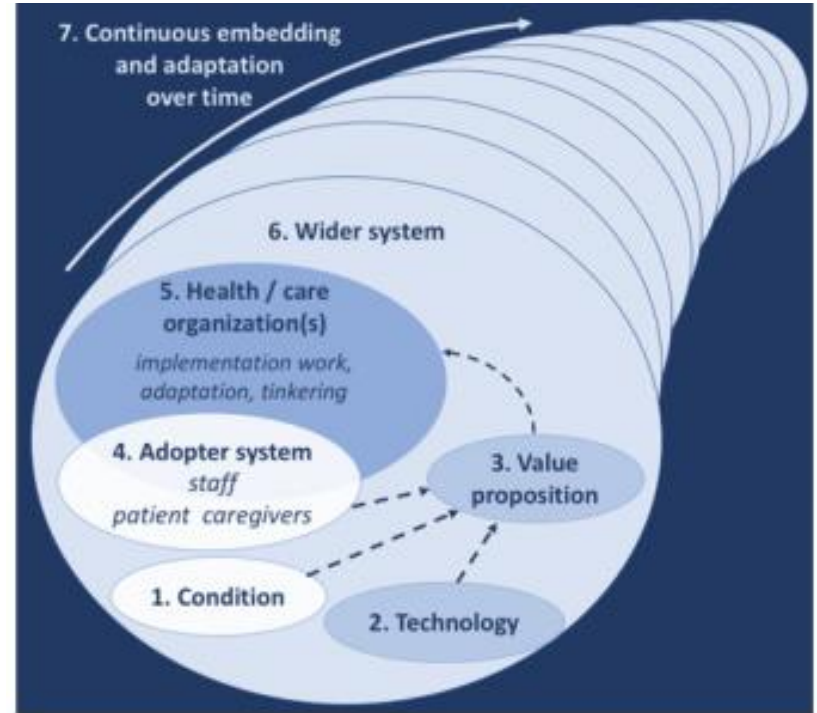 7. Continuous embedding
and adaptation
over time
6. Wider system
5. Health / care
organization(s)
implementation work,
adaptation, tinkering
4. Adopter system
staff
patient  caregivers
3. Value
proposition
1. Condition
2. Technology